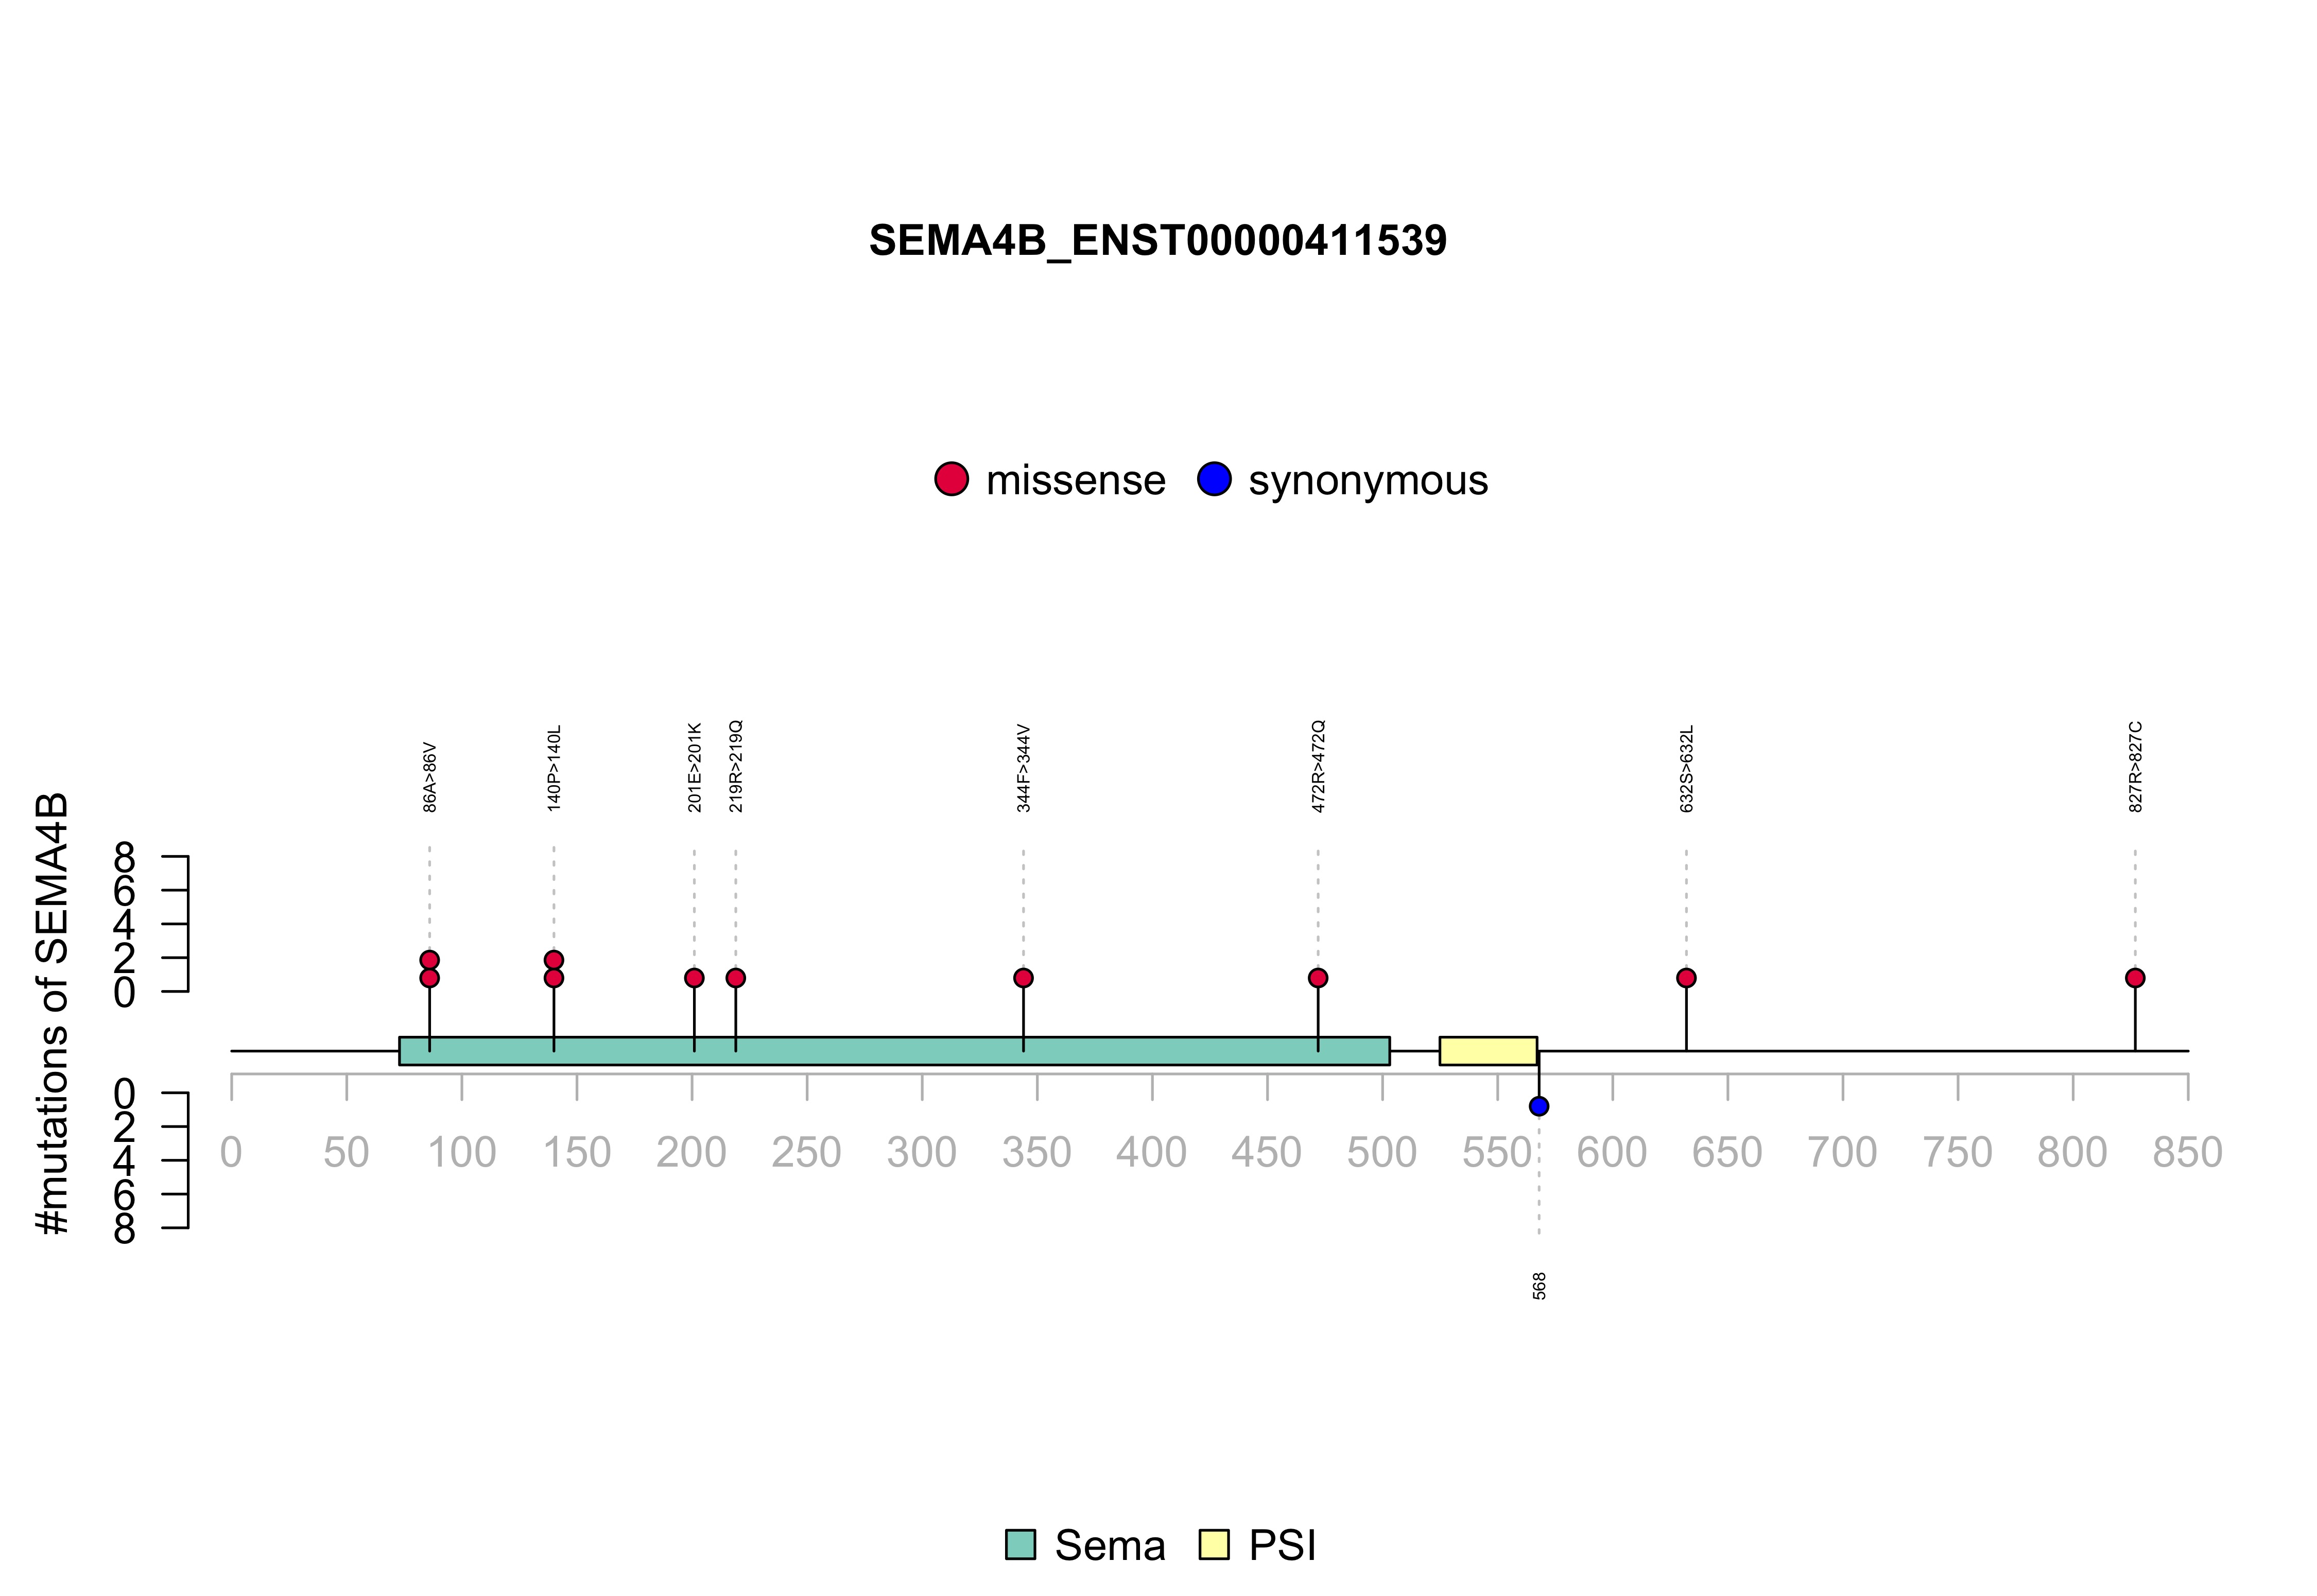 SEMA4B_ENST00000411539
missense synonymous
86A>86V 140P>140L 201E>201K 219R>219Q 344F>344V 472R>472Q 632S>632L 827R>827C
#mutations of SEMA4B
8
6
4
2
0
0
2
4
6
8
0 50 100 150 200 250 300 350 400 450 500 550 600 650 700 750 800 850
568
Sema PSI